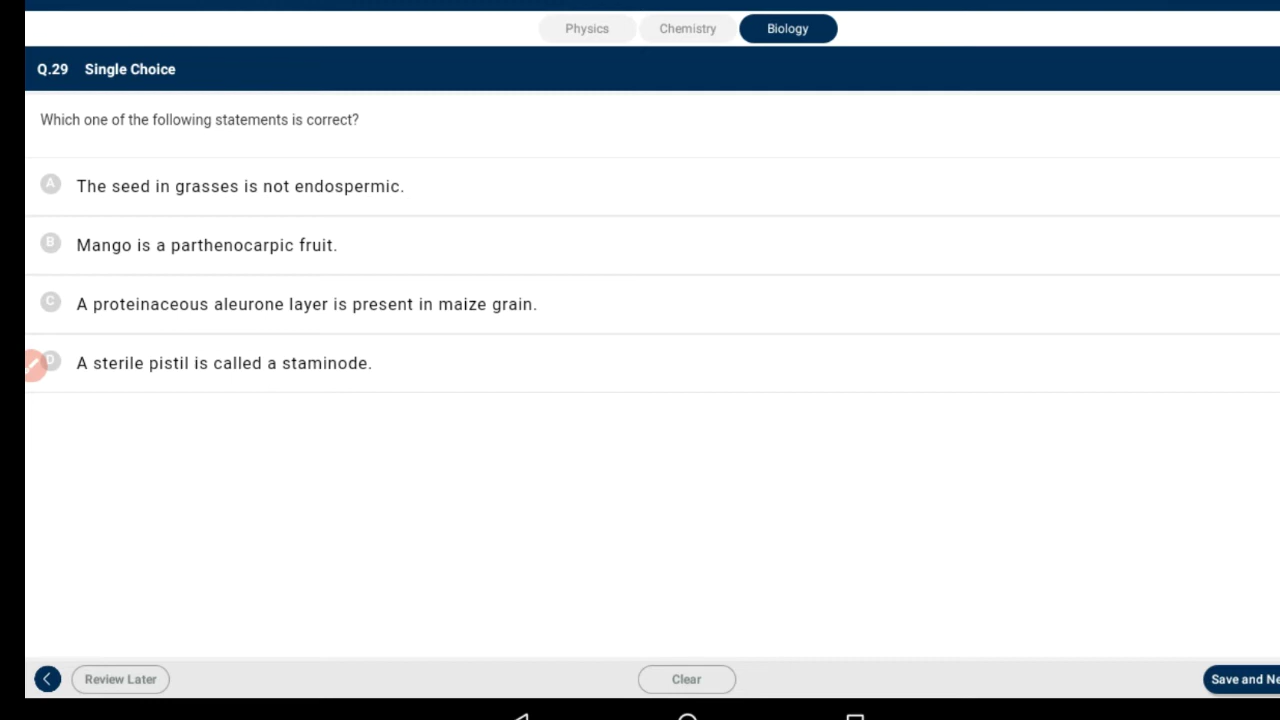 Physics Chemistry Biology
Q.29 Single Choice
Which one of the following statements is correct?
A The seed in grasses is not endospermic.
B Mango is a parthenocarpic fruit.
C A proteinaceous aleurone layer is present in maize grain.
D A sterile pistil is called a staminode.
Review Later Clear Save and Ne